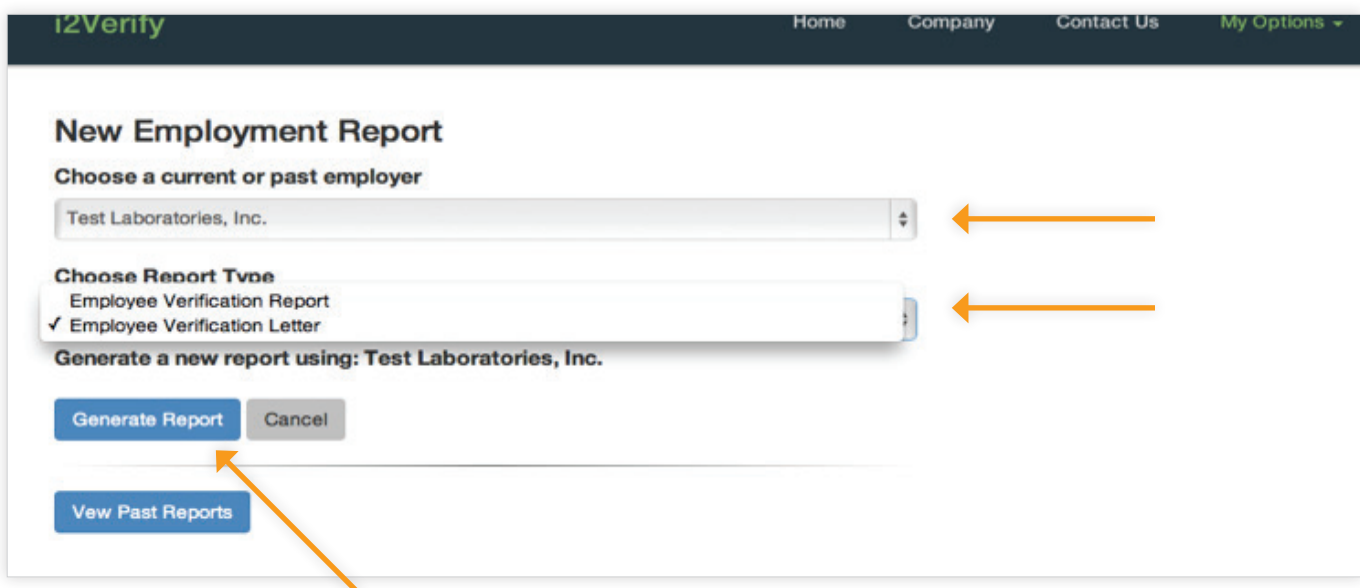 i2Verify
Home Company Contact Us My Options
New Employment Report
Choose a current or past employer
Test Laboratories, Inc.
Choose Report Type
Employee Verification Report
✓ Employee Verification Letter
Generate a new report using: Test Laboratories, Inc.
Generate Report Cancel
Vew Past Reports